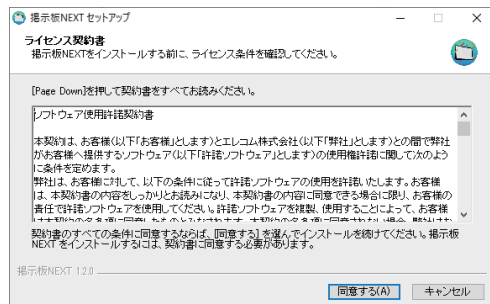 掲示板NEXT セットアップ
ライセンス契約書
掲示板NEXTをインストールする前に、ライセンス条件を確認してください。
[Page Down]を押して契約書をすべてお読みください。
ソフトウェア使用許諾契約書
本契約は、お客様(以下「お客様」とします)とエレコム株式会社(以下「弊社」とします)との間で弊社
がお客様へ提供するソフトウェア(以下「許諾ソフトウェア」とします)の使用権許諾に関して次のよう
に条件を定めます。
弊社は、お客様に対して、以下の条件に従って許諾ソフトウェアの使用を許諾いたします。お客様
は、本契約書の内容をしっかりとお読みになり、本契約書の内容に同意できる場合に限り、お客様の
責任で許諾ソフトウェアを使用してください。許諾ソフトウェアを複製、使用することによって、お客様
契約書のすべての条件に同意するならば、[同意する] を選んでインストールを続けてください。掲示板
NEXT をインストールするには、契約書に同意する必要があります。
掲示板NEXT 1.2.0
同意する(A)
キャンセル